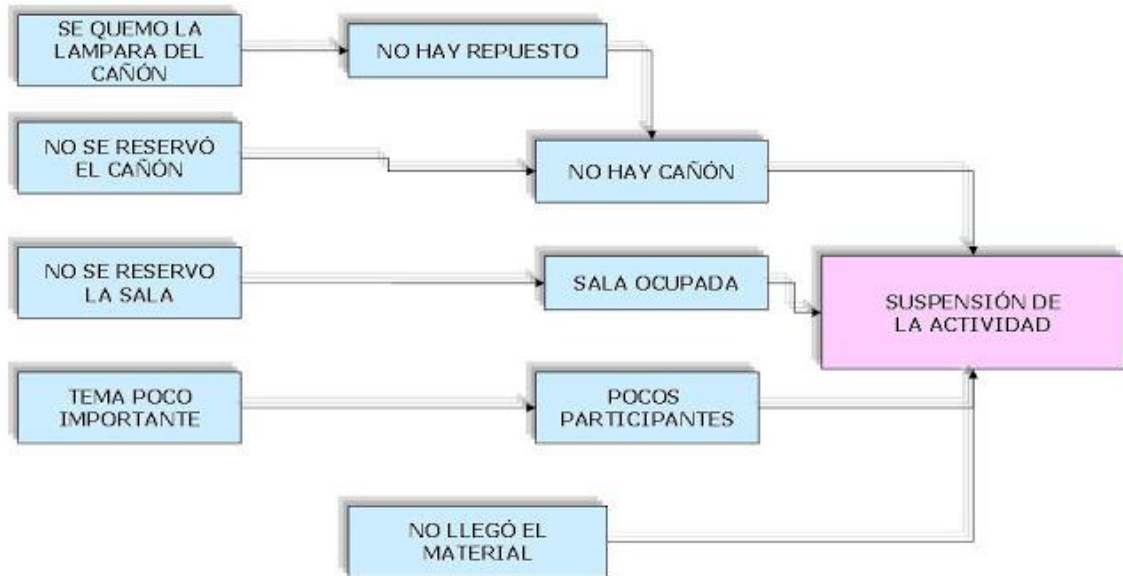 SE QUEMO LA
LAMPARA DEL
CAÑÓN
NO HAY REPUESTO
NO SE RESERVÓ
EL CAÑÓN
NO HAY CAÑÓN
NO SE RESERVO
LA SALA
SALA OCUPADA
SUSPENSIÓN DE
LA ACTIVIDAD
TEMA POCO
IMPORTANTE
POCOS
PARTICIPANTES
NO LLEGÓ EL
MATERIAL